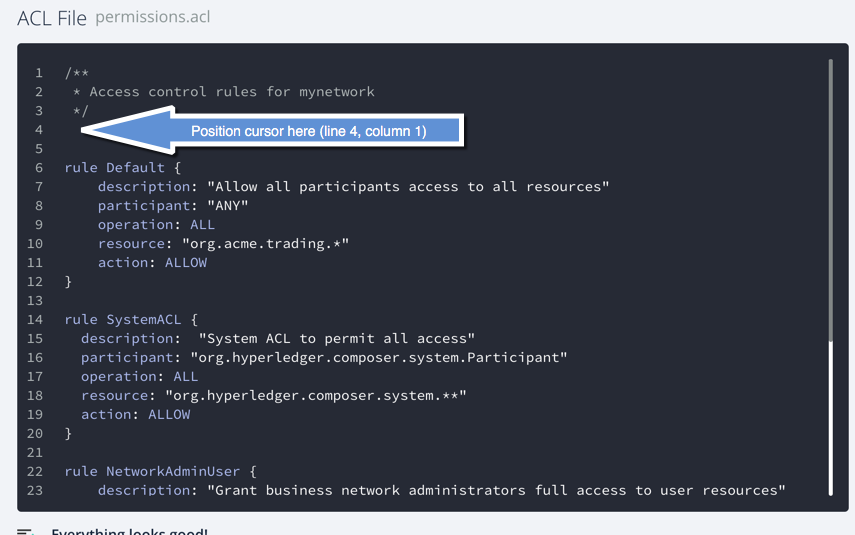 ACL File permissions.acl
1 /**
2 * Access control rules for mynetwork
3 */
4 Position cursor here (line 4, column 1)
5
6 rule Default {
7 description: "Allow all participants access to all resources"
8 participant: "ANY"
9 operation: ALL
10 resource: "org.acme.trading.*"
11 action: ALLOW
12 }
13
14 rule SystemACL {
15 description:  "System ACL to permit all access"
16 participant: "org.hyperledger.composer.system.Participant"
17 operation: ALL
18 resource: "org.hyperledger.composer.system.**"
19 action: ALLOW
20 }
21
22 rule NetworkAdminUser {
23 description: "Grant business network administrators full access to user resources"
Everything looks good!